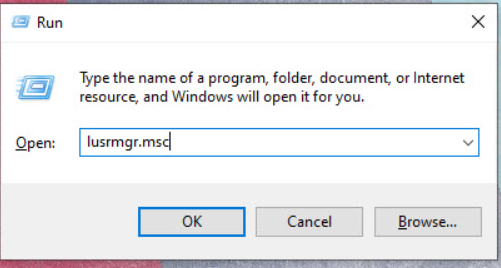 Run
Type the name of a program, folder, document, or Internet
resource, and Windows will open it for you.
Open: lusrmgr.msc
OK Cancel Browse...